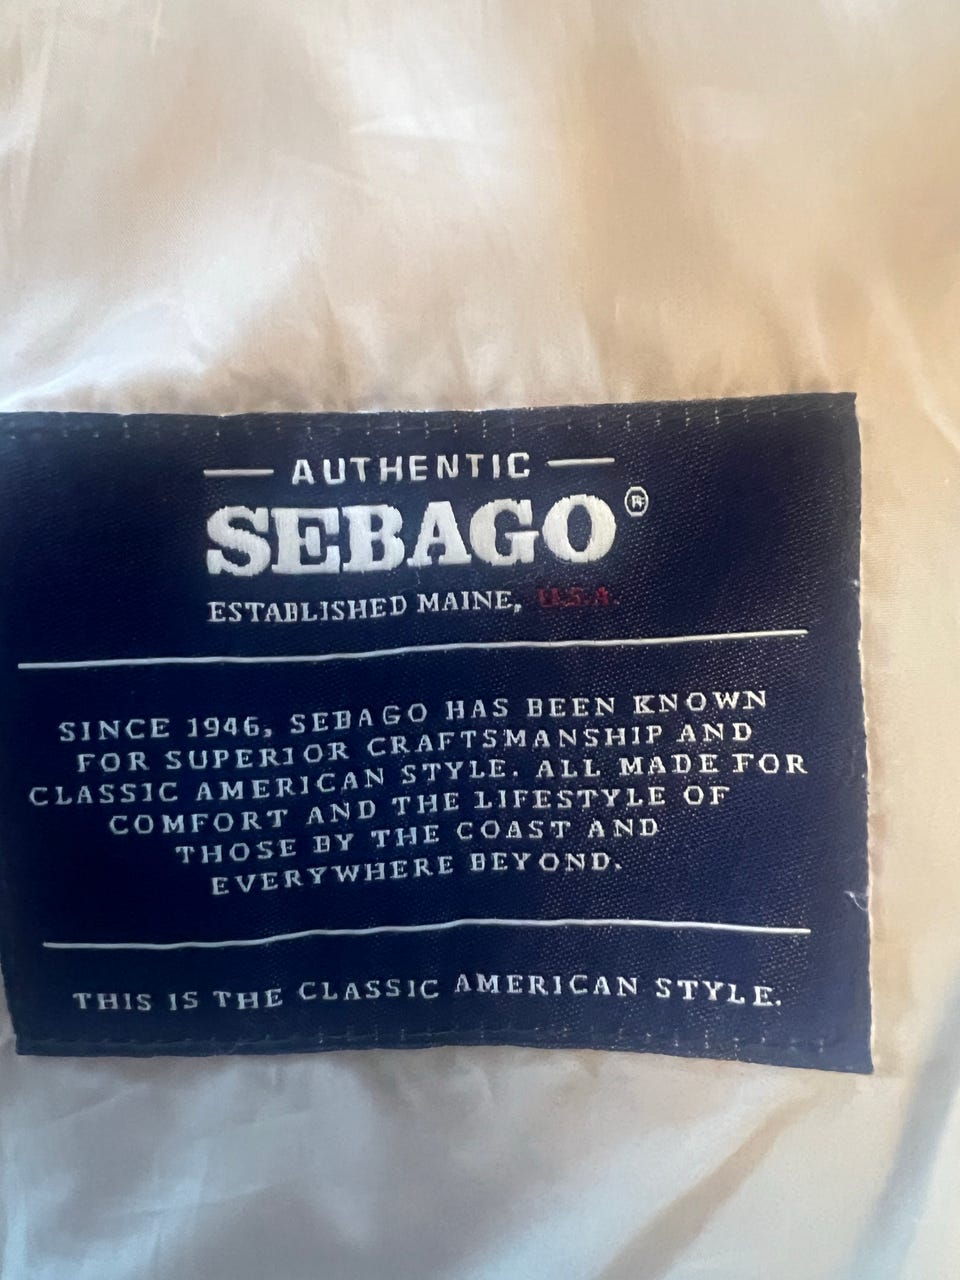 AUTHENTIC
SEBAGO®
ESTABLISHED MAINE, U.S.A.
SINCE 1946, SEBAGO HAS BEEN KNOWN
FOR SUPERIOR CRAFTSMANSHIP AND
CLASSIC AMERICAN STYLE. ALL MADE FOR
COMFORT AND THE LIFESTYLE OF
THOSE BY THE COAST AND
EVERYWHERE BEYOND.
THIS IS THE CLASSIC AMERICAN STYLE.